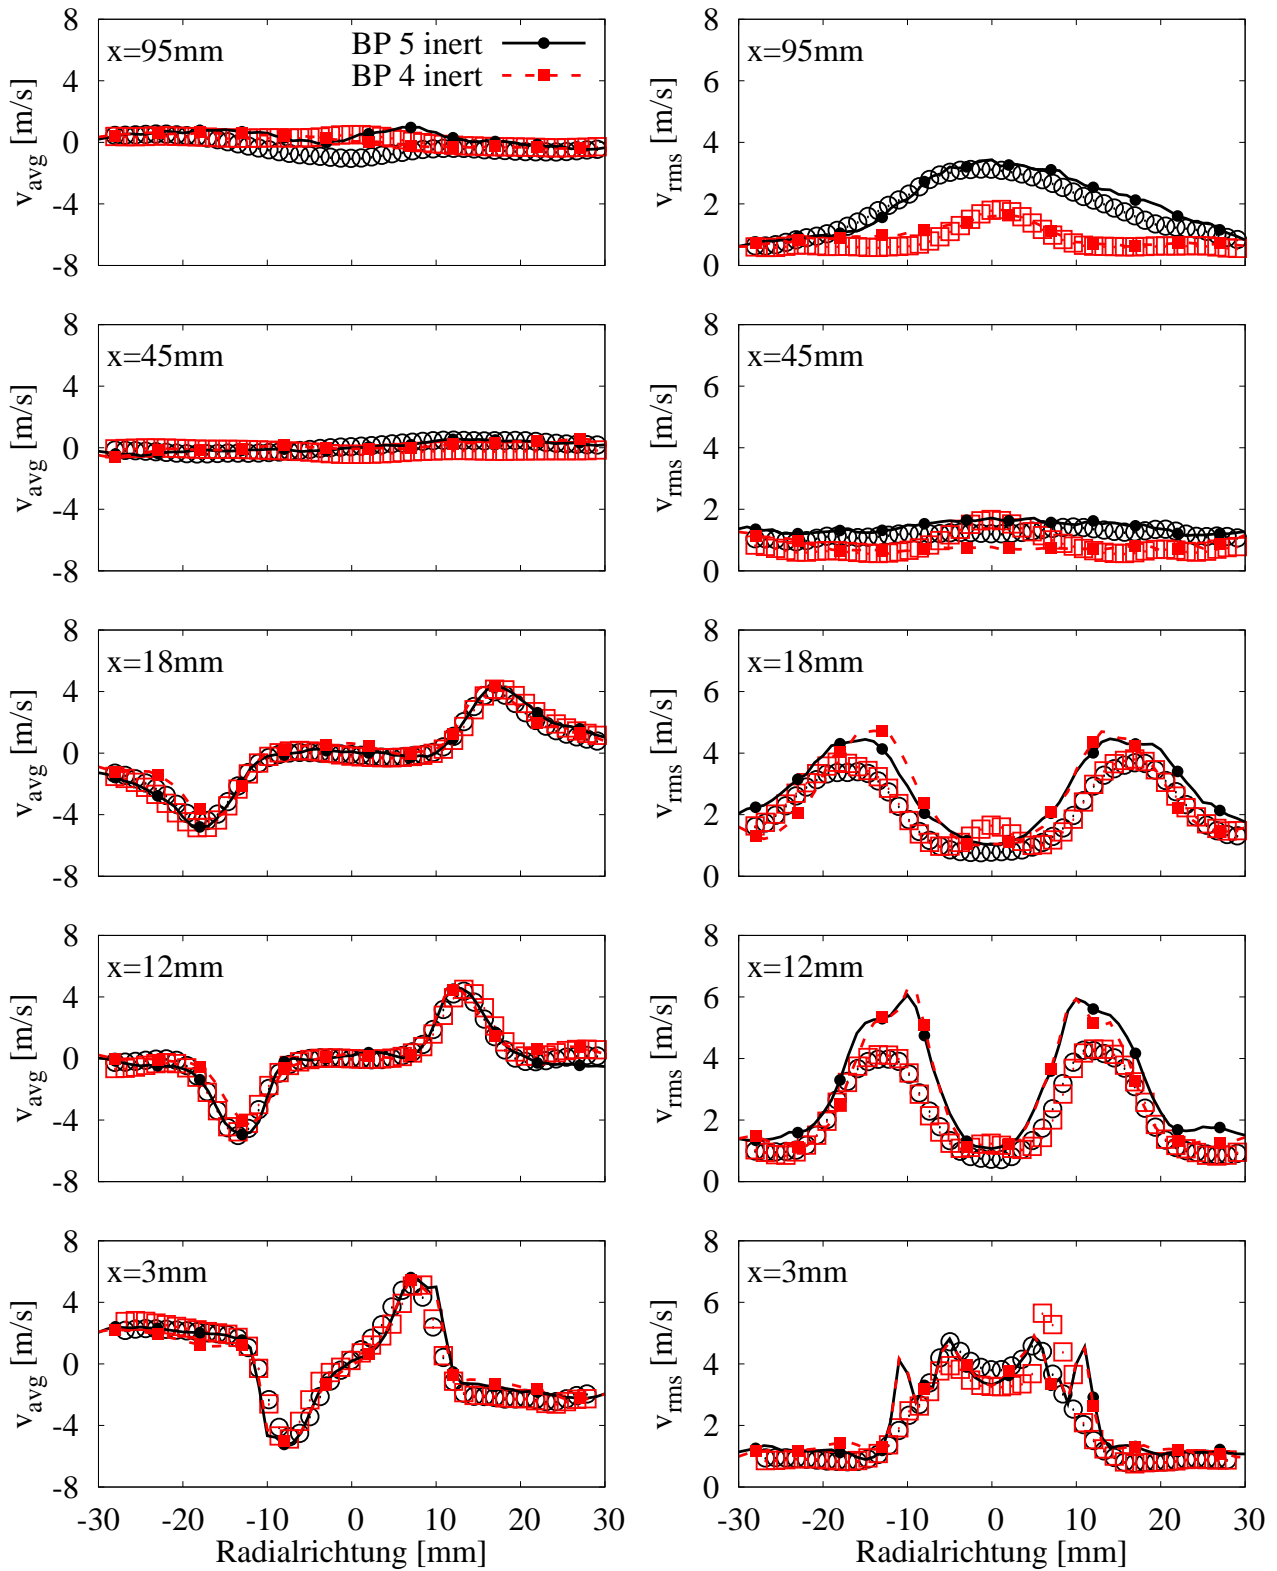 8
4
0
-4
-8
v_avg [m/s]
x=95mm
BP 5 inert
BP 4 inert
8
6
4
2
0
v_rms [m/s]
x=95mm
8
4
0
-4
-8
v_avg [m/s]
x=45mm
8
6
4
2
0
v_rms [m/s]
x=45mm
8
4
0
-4
-8
v_avg [m/s]
x=18mm
8
6
4
2
0
v_rms [m/s]
x=18mm
8
4
0
-4
-8
v_avg [m/s]
x=12mm
8
6
4
2
0
v_rms [m/s]
x=12mm
8
4
0
-4
-8
v_avg [m/s]
x=3mm
-30 -20 -10 0 10 20 30
Radialrichtung [mm]
8
6
4
2
0
v_rms [m/s]
x=3mm
-30 -20 -10 0 10 20 30
Radialrichtung [mm]